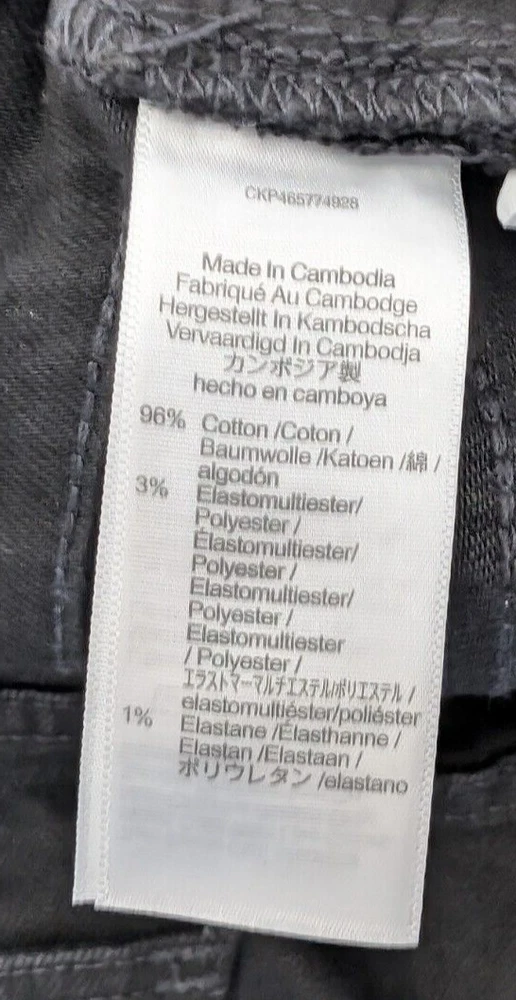 CKP465774928
Made In Cambodia
Fabriqué Au Cambodge
Hergestellt In Kambodscha
Vervaardigd In Cambodja
カンボジア製
hecho en camboya
96% Cotton /Coton /
Baumwolle /Katoen /綿 /
algodón
3% Elastomultiester/
Polyester /
Élastomultiester/
Polyester /
Elastomultiester/
Polyester /
Elastomultiester
/ Polyester /
エラストマーマルチエステル/ポリエステル /
elastomultiéster/poliéster
1% Elastane /Élasthanne /
Elastan /Elastaan /
ポリウレタン /elastano